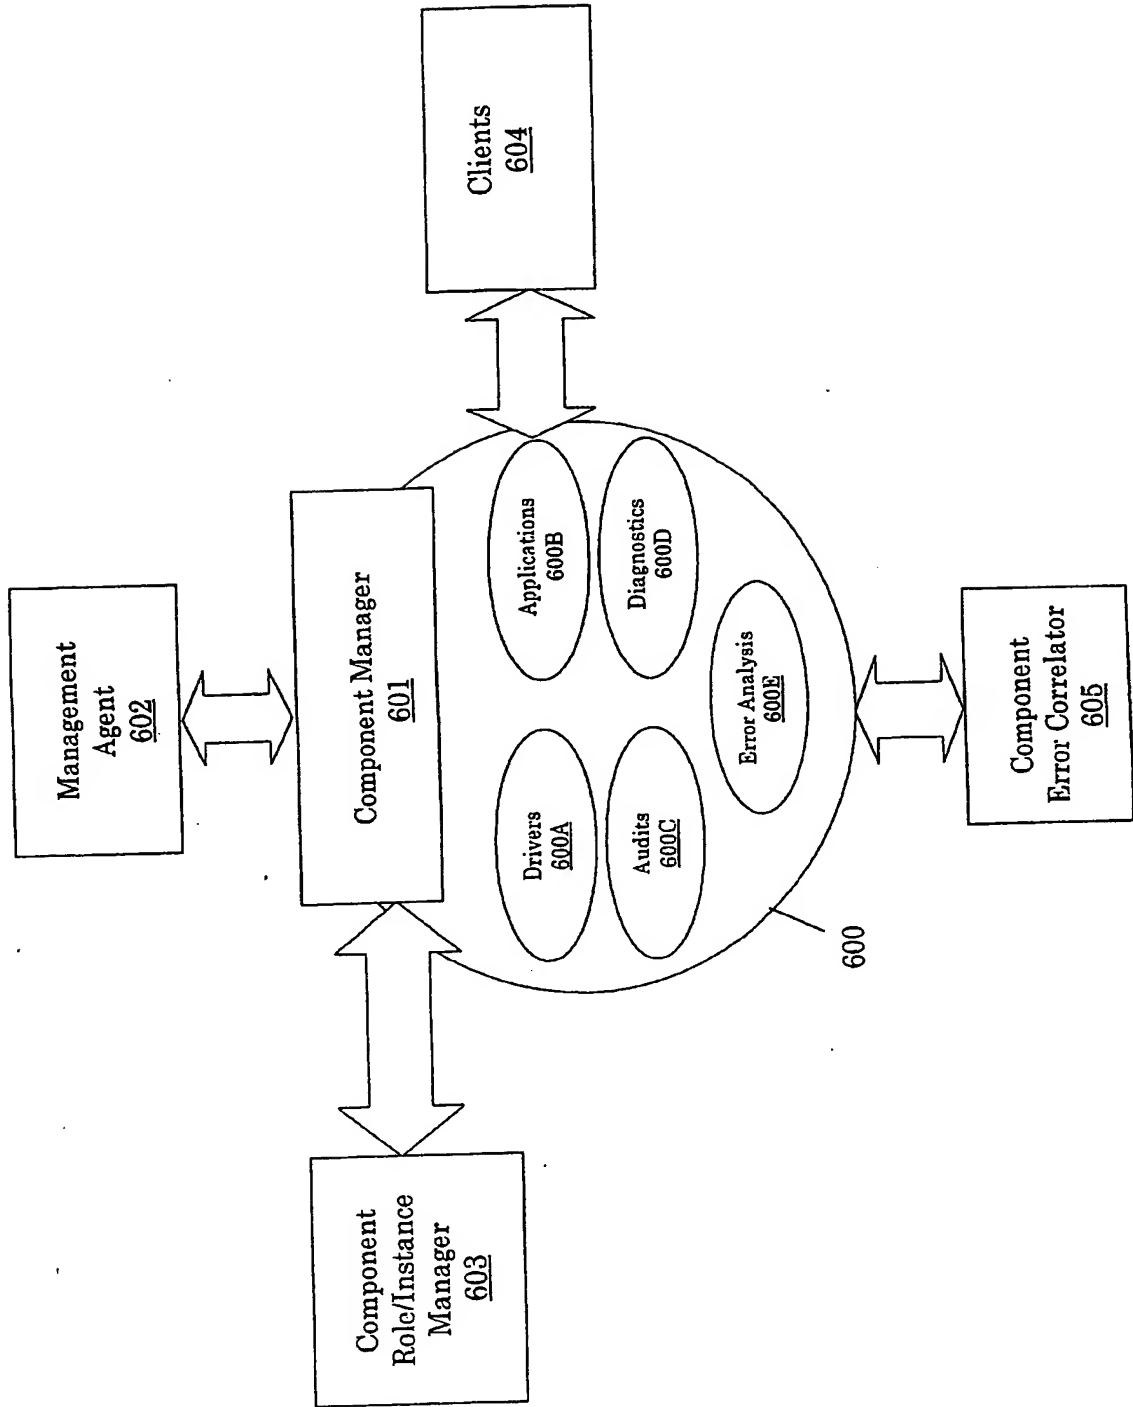 Management
Agent
602
Component
Role/Instance
Manager
603
Component Manager
601
Clients
604
Drivers
600A
Applications
600B
Audits
600C
Diagnostics
600D
Error Analysis
600E
600
Component
Error Correlator
605